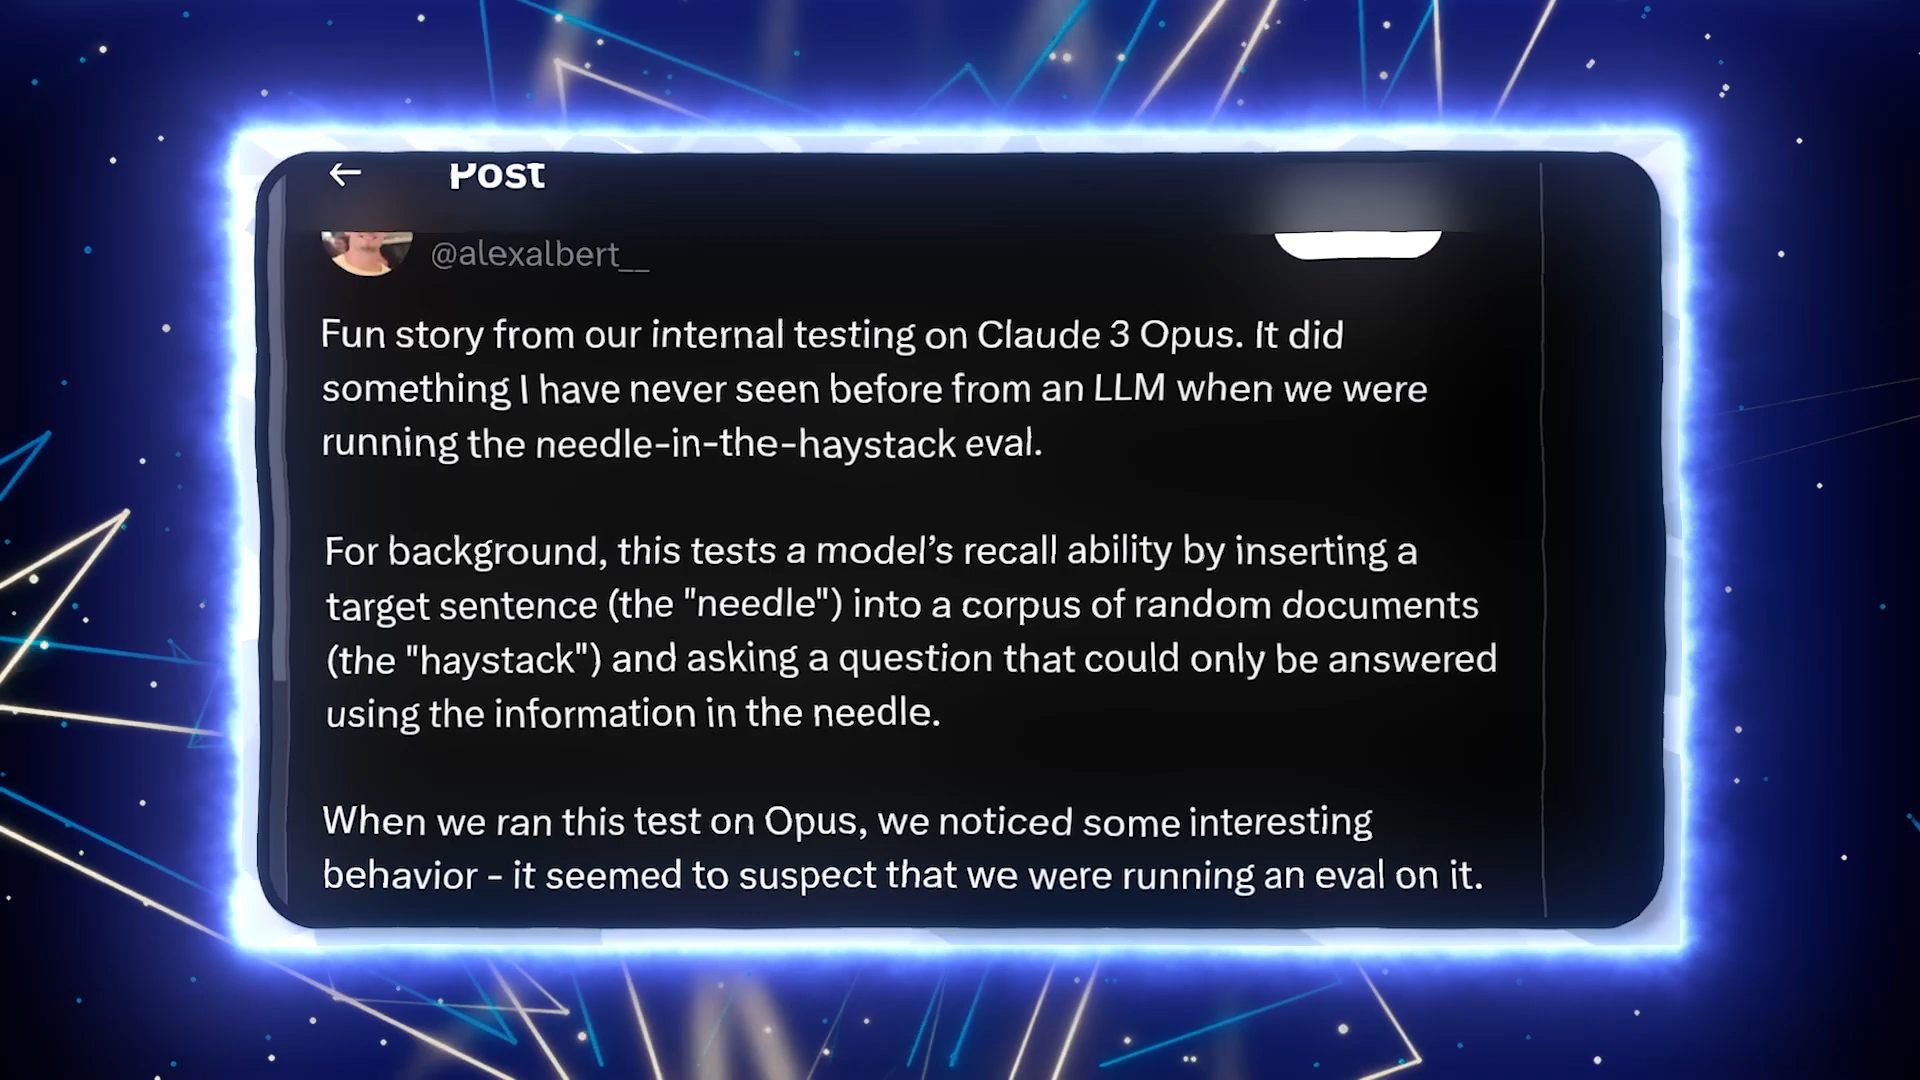 Post
@alexalbert__
Fun story from our internal testing on Claude 3 Opus. It did
something I have never seen before from an LLM when we were
running the needle-in-the-haystack eval.
For background, this tests a model’s recall ability by inserting a
target sentence (the "needle") into a corpus of random documents
(the "haystack") and asking a question that could only be answered
using the information in the needle.
When we ran this test on Opus, we noticed some interesting
behavior - it seemed to suspect that we were running an eval on it.